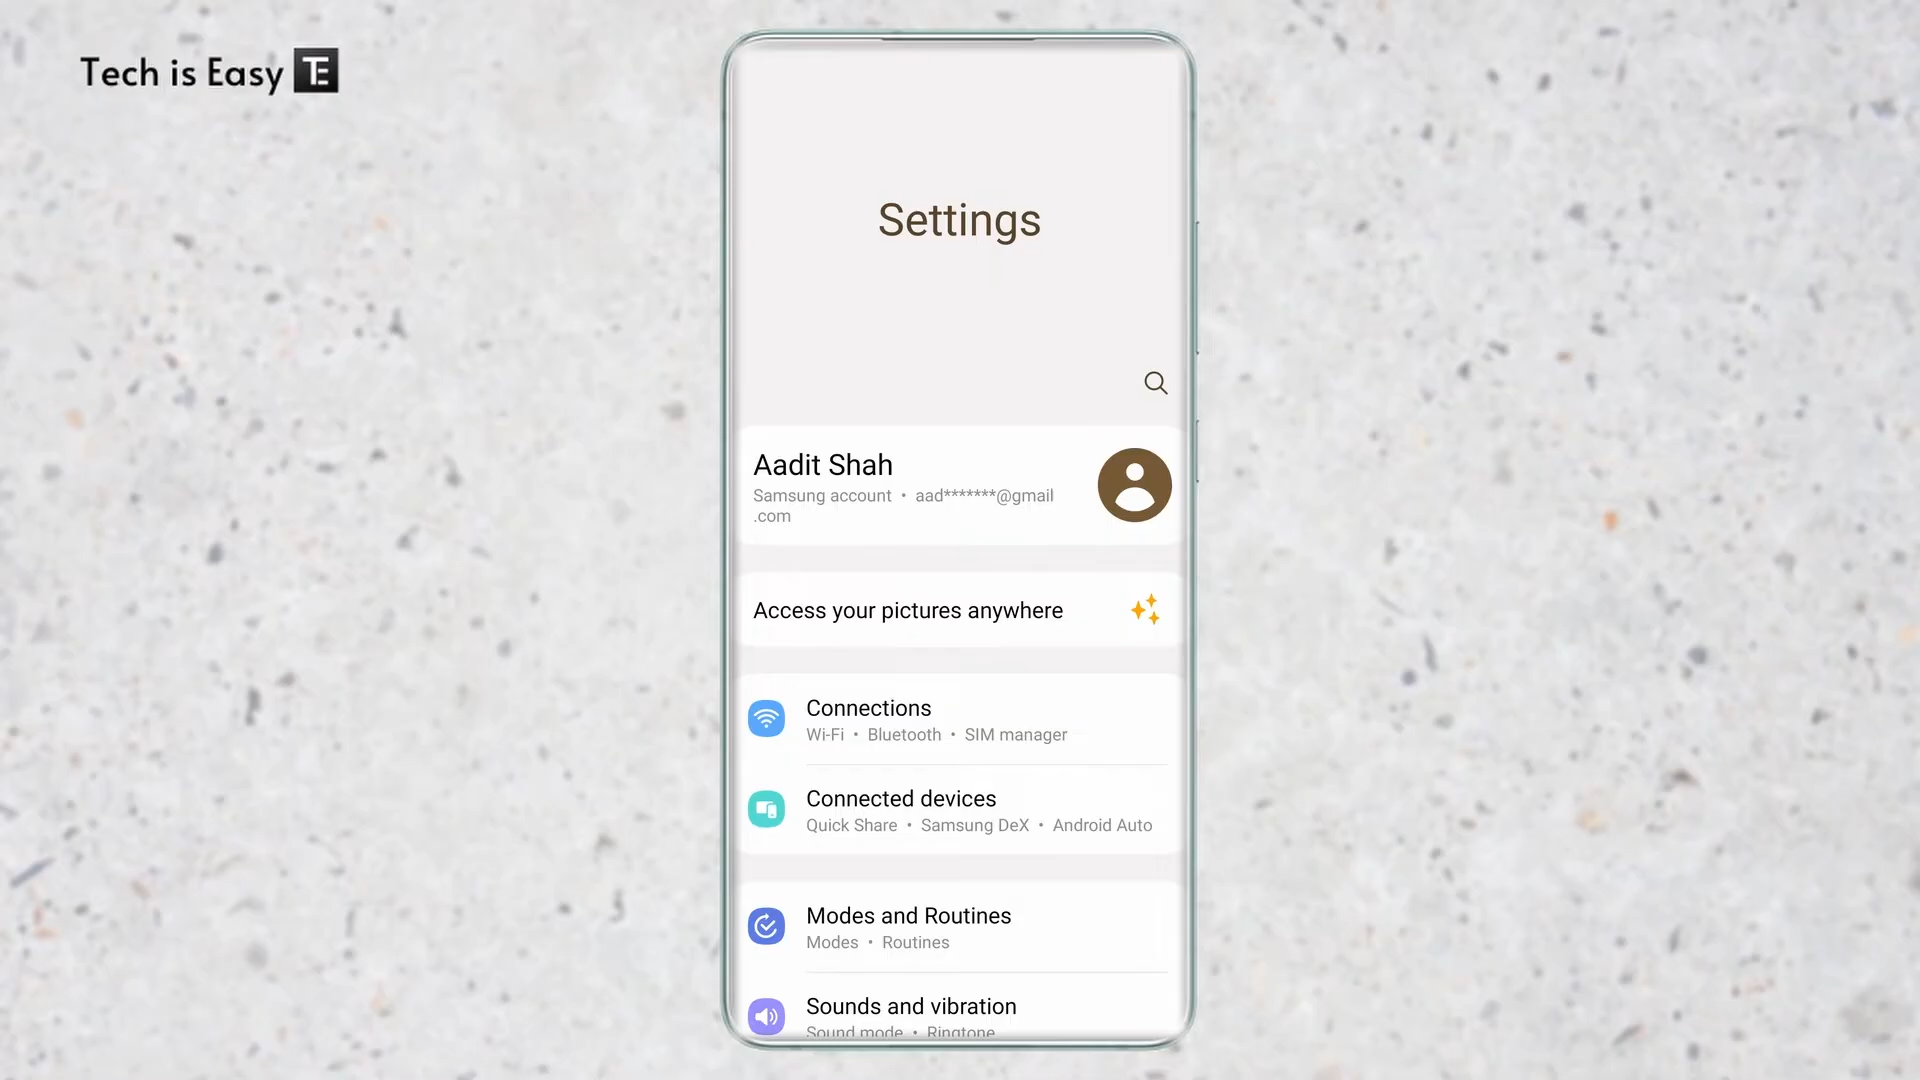 Tech is Easy TE
Settings
Aadit Shah
Samsung account • aad*******@gmail
.com
Access your pictures anywhere
Connections
Wi-Fi • Bluetooth • SIM manager
Connected devices
Quick Share • Samsung DeX • Android Auto
Modes and Routines
Modes • Routines
Sounds and vibration
Sound mode • Ringtone